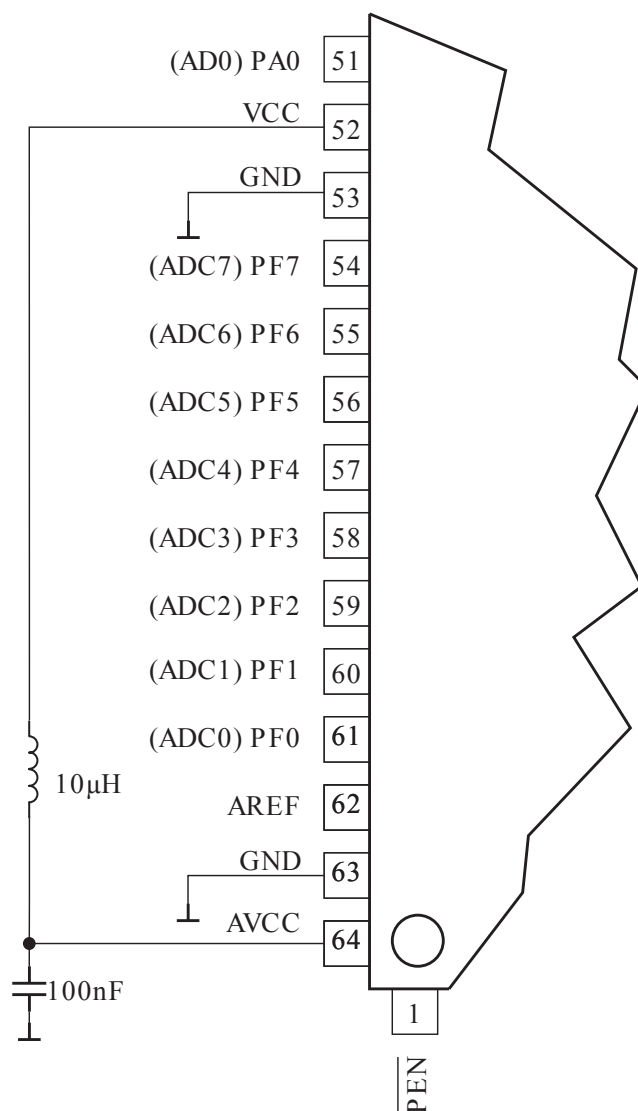 (AD0) PA0 51
VCC 52
GND 53
(ADC7) PF7 54
(ADC6) PF6 55
(ADC5) PF5 56
(ADC4) PF4 57
(ADC3) PF3 58
(ADC2) PF2 59
(ADC1) PF1 60
(ADC0) PF0 61
10μH
AREF 62
GND 63
AVCC 64
100nF
1
PEN